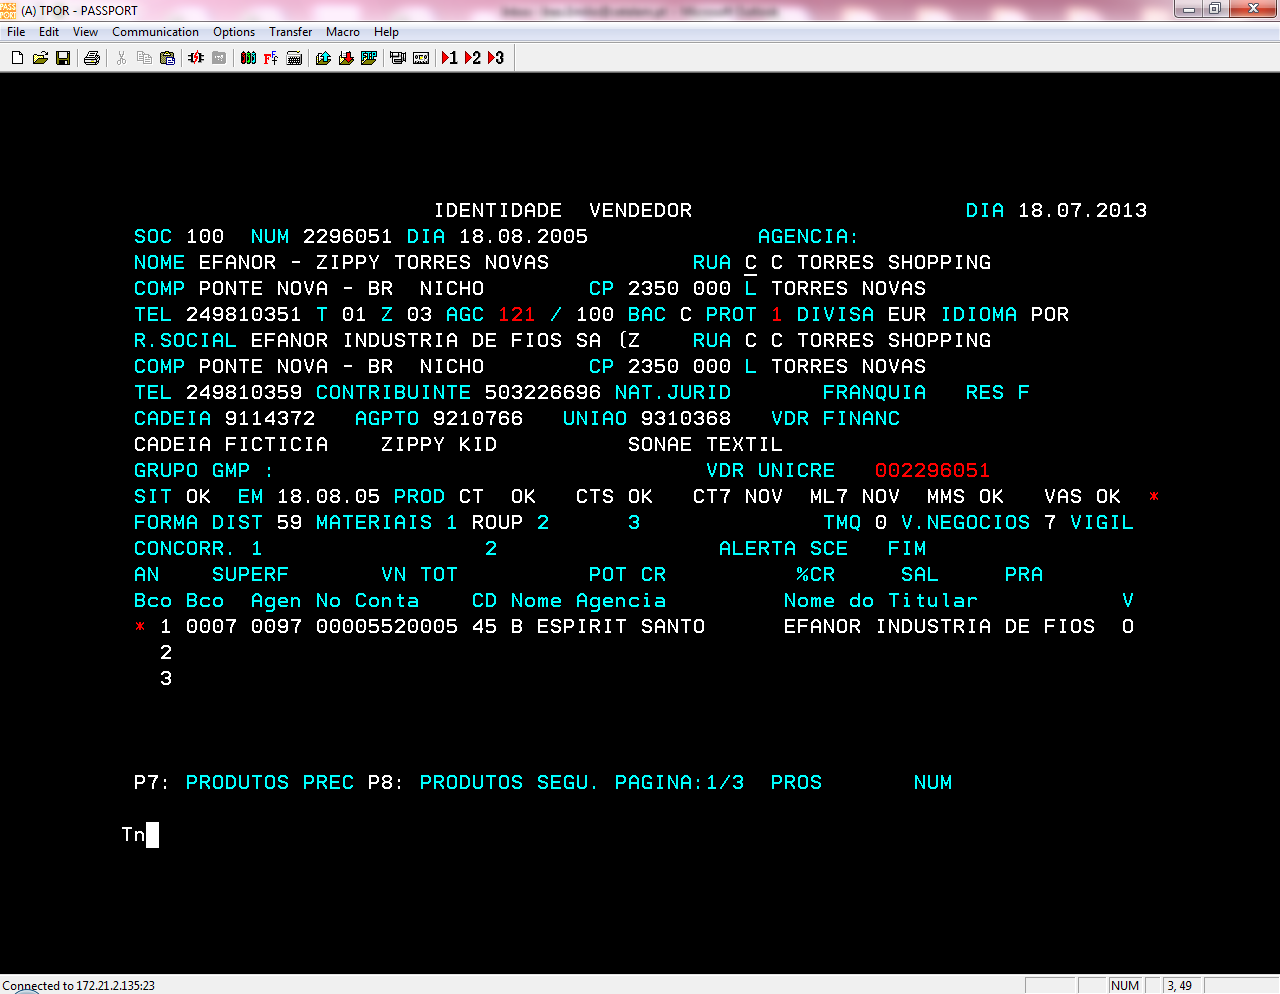 (A) TPOR - PASSPORT
File Edit View Communication Options Transfer Macro Help
1 2 3
IDENTIDADE VENDEDOR DIA 18.07.2013
SOC 100 NUM 2296051 DIA 18.08.2005 AGENCIA:
NOME EFANOR - ZIPPY TORRES NOVAS RUA C C TORRES SHOPPING
COMP PONTE NOVA - BR NICHO CP 2350 000 L TORRES NOVAS
TEL 249810351 T 01 Z 03 AGC 121 / 100 BAC C PROT 1 DIVISA EUR IDIOMA POR
R.SOCIAL EFANOR INDUSTRIA DE FIOS SA (Z RUA C C TORRES SHOPPING
COMP PONTE NOVA - BR NICHO CP 2350 000 L TORRES NOVAS
TEL 249810359 CONTRIBUINTE 503226696 NAT.JURID FRANQUIA RES F
CADEIA 9114372 AGPTO 9210766 UNIAO 9310368 VDR FINANC
CADEIA FICTICIA ZIPPY KID SONAE TEXTIL
GRUPO GMP : VDR UNICRE 002296051
SIT OK EM 18.08.05 PROD CT OK CTS OK CT7 NOV ML7 NOV MMS OK VAS OK *
FORMA DIST 59 MATERIAIS 1 ROUP 2 3 TMQ 0 V.NEGOCIOS 7 VIGIL
CONCORR. 1 2 ALERTA SCE FIM
AN SUPERF VN TOT POT CR %CR SAL PRA
Bco Bco Agen No Conta CD Nome Agencia Nome do Titular V
* 1 0007 0097 00005520005 45 B ESPIRIT SANTO EFANOR INDUSTRIA DE FIOS O
2
3
P7: PRODUTOS PREC P8: PRODUTOS SEGU. PAGINA:1/3 PROS NUM
Tn
Connected to 172.21.2.135:23 NUM 3, 49